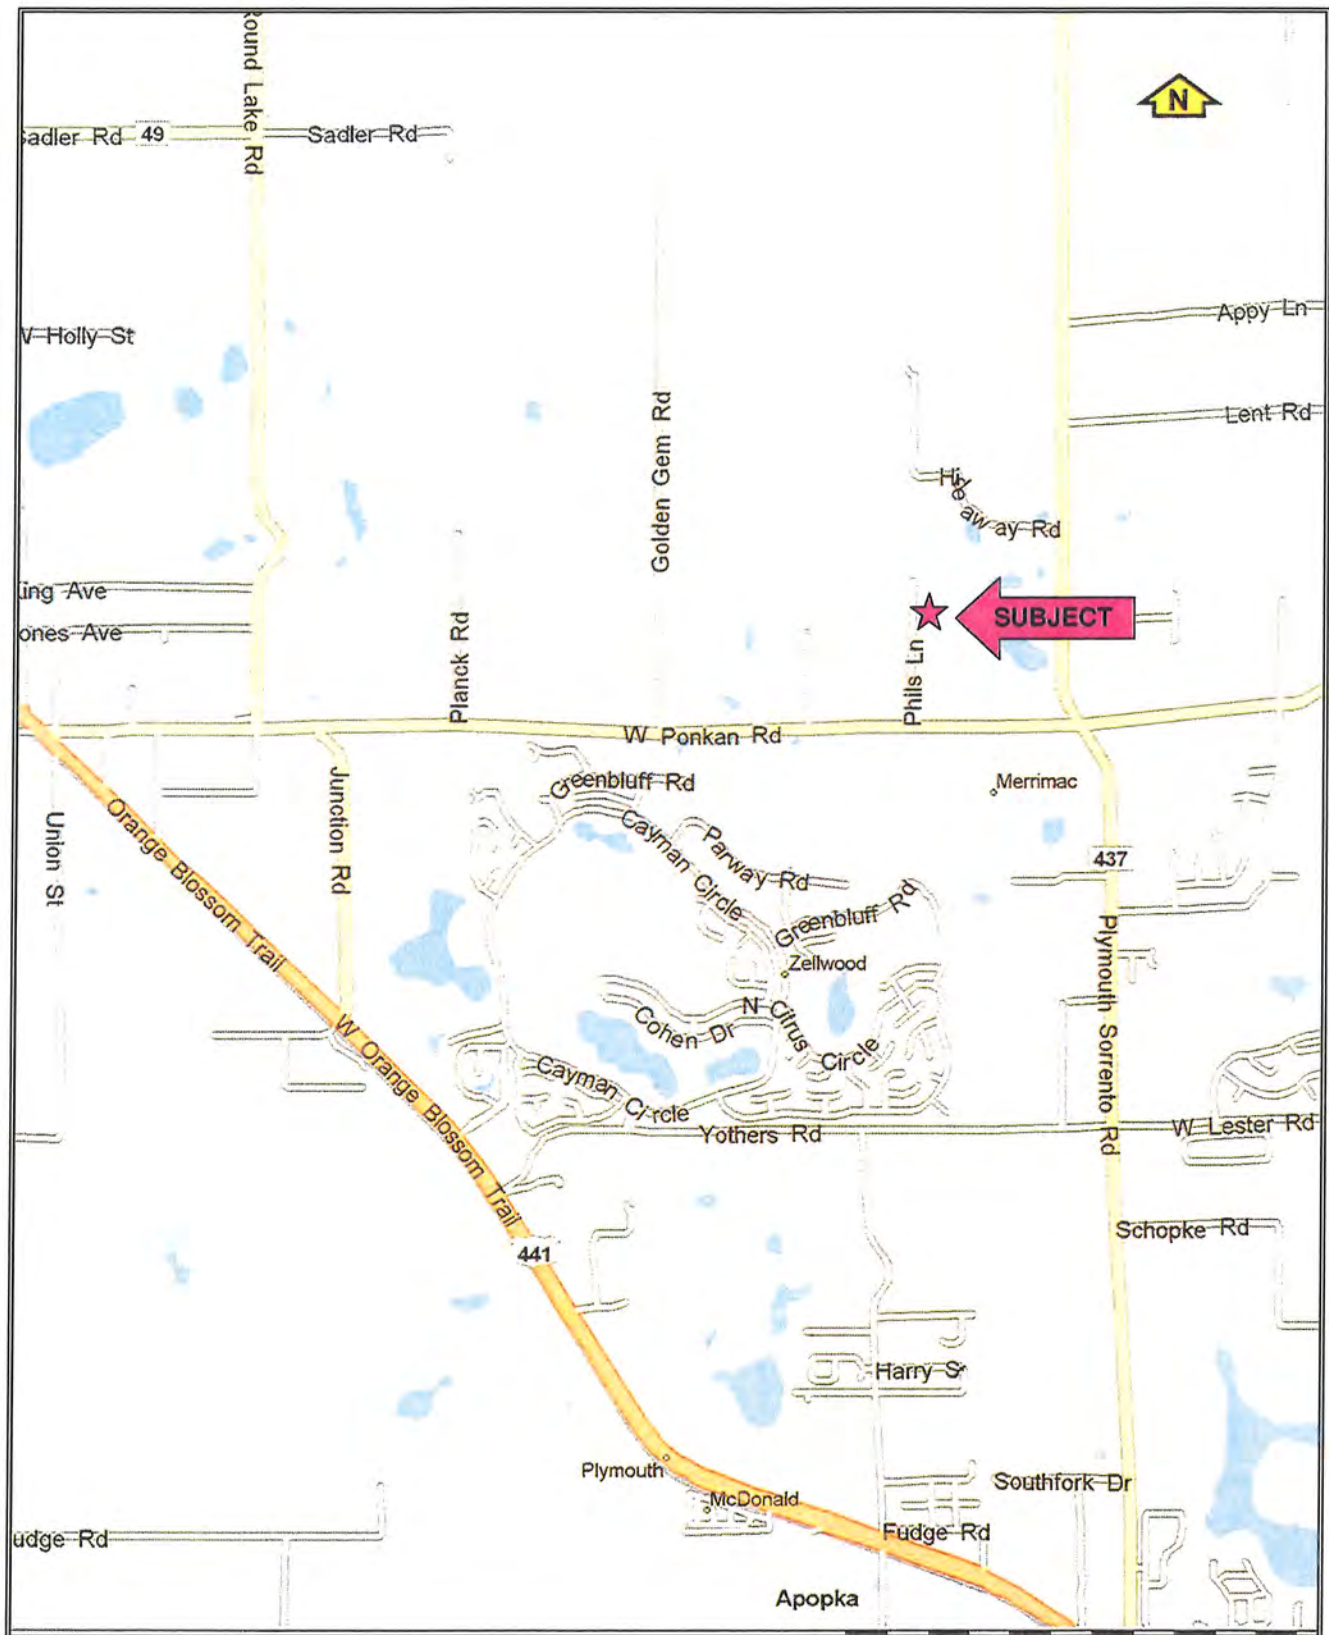 Round Lake Rd
N
Sadler Rd 49 Sadler Rd
Appy Ln
W Holly St
Lent Rd
Golden Gem Rd
Hideaway Rd
King Ave
SUBJECT
Jones Ave
Planck Rd
Phils Ln
W Ponkan Rd
Greenbluff Rd
Merrimac
Junction Rd
Union St
Orange Blossom Trail
Cayman Circle
Parway Rd
437
Greenbluff Rd
Plymouth Sorrento Rd
Zellwood
N Citrus Circle
Cohen Dr
W Orange Blossom Trail
Cayman Circle
Yothers Rd
W Lester Rd
Schopke Rd
441
Harry St
Plymouth
McDonald
Southfork Dr
Fudge Rd
udge Rd
Apopka